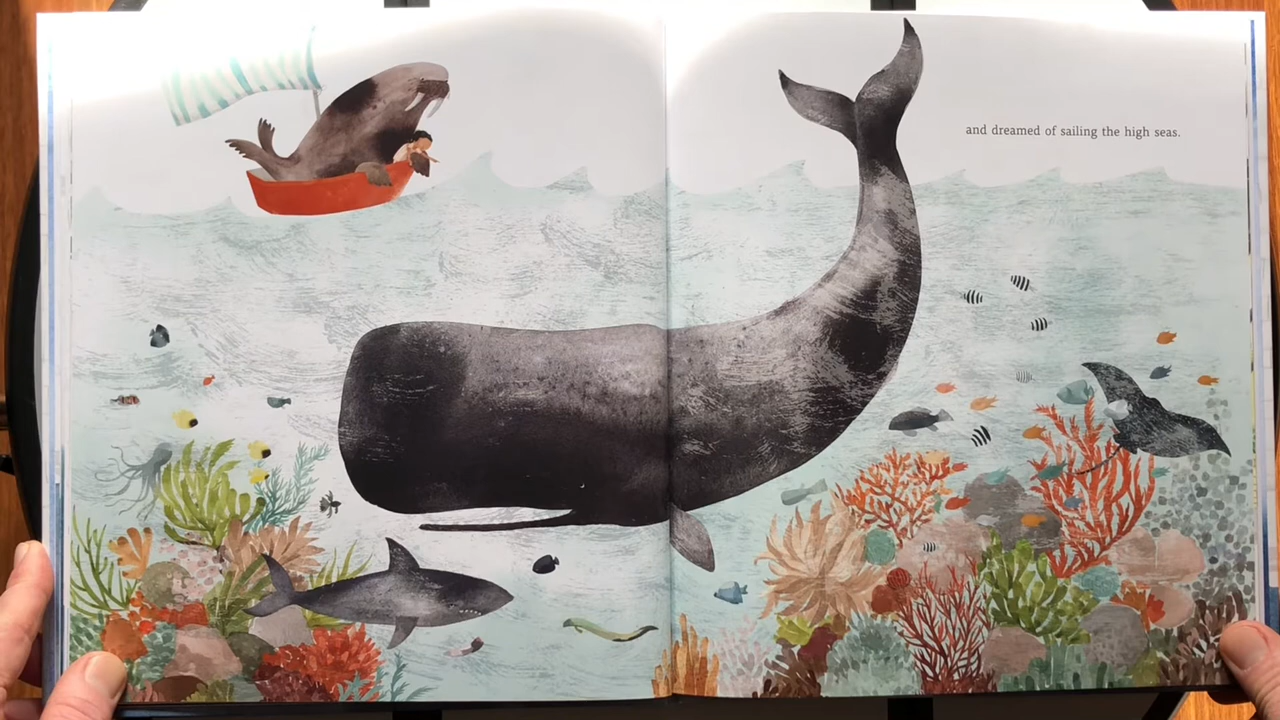 and dreamed of sailing the high seas.